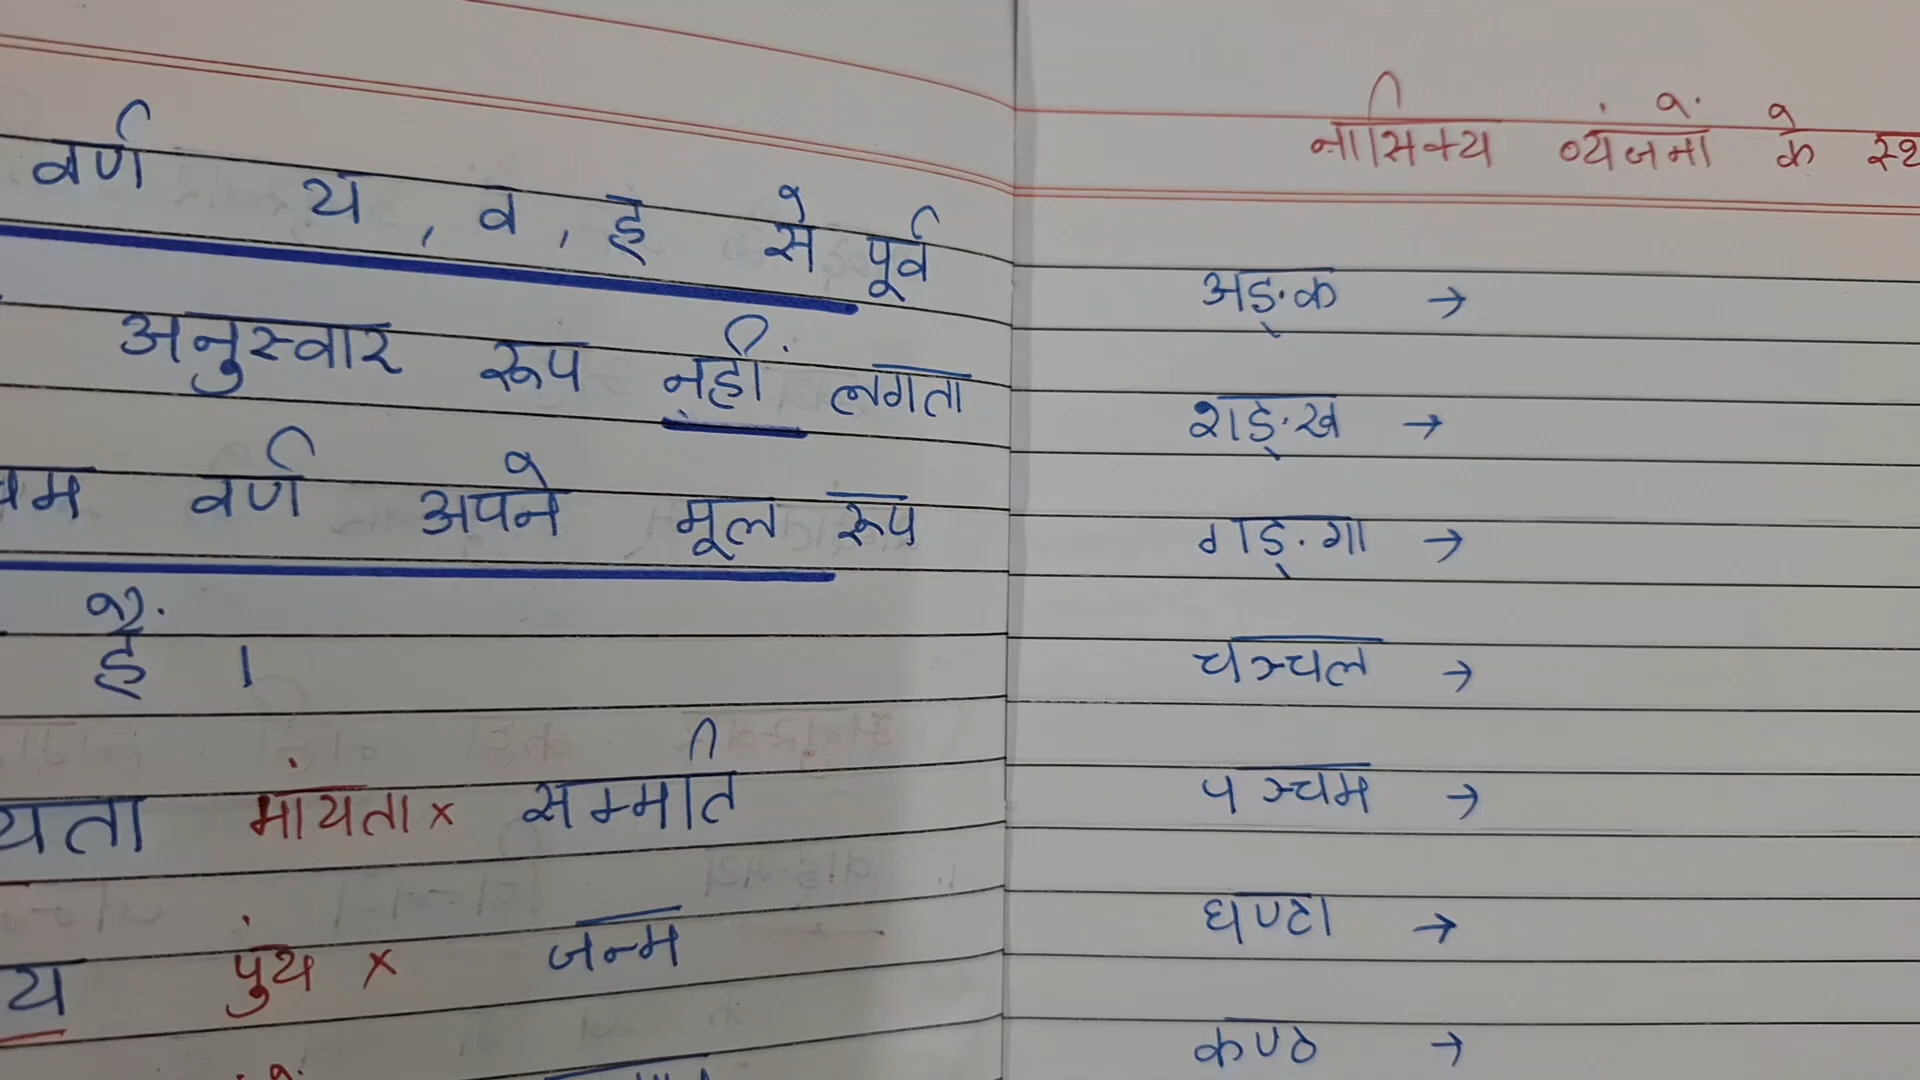 वर्ण य, व, ह से पूर्व
अनुस्वार रूप नहीं लगता
वर्ण अपने मूल रूप
हैं ।
मांयता × सम्मति
पुंय × जन्म
नासिक्य व्यंजनों के
अङ्क →
शङ्ख →
गङ्गा →
चञ्चल →
पञ्चम →
घण्टा →
कण्ठ →